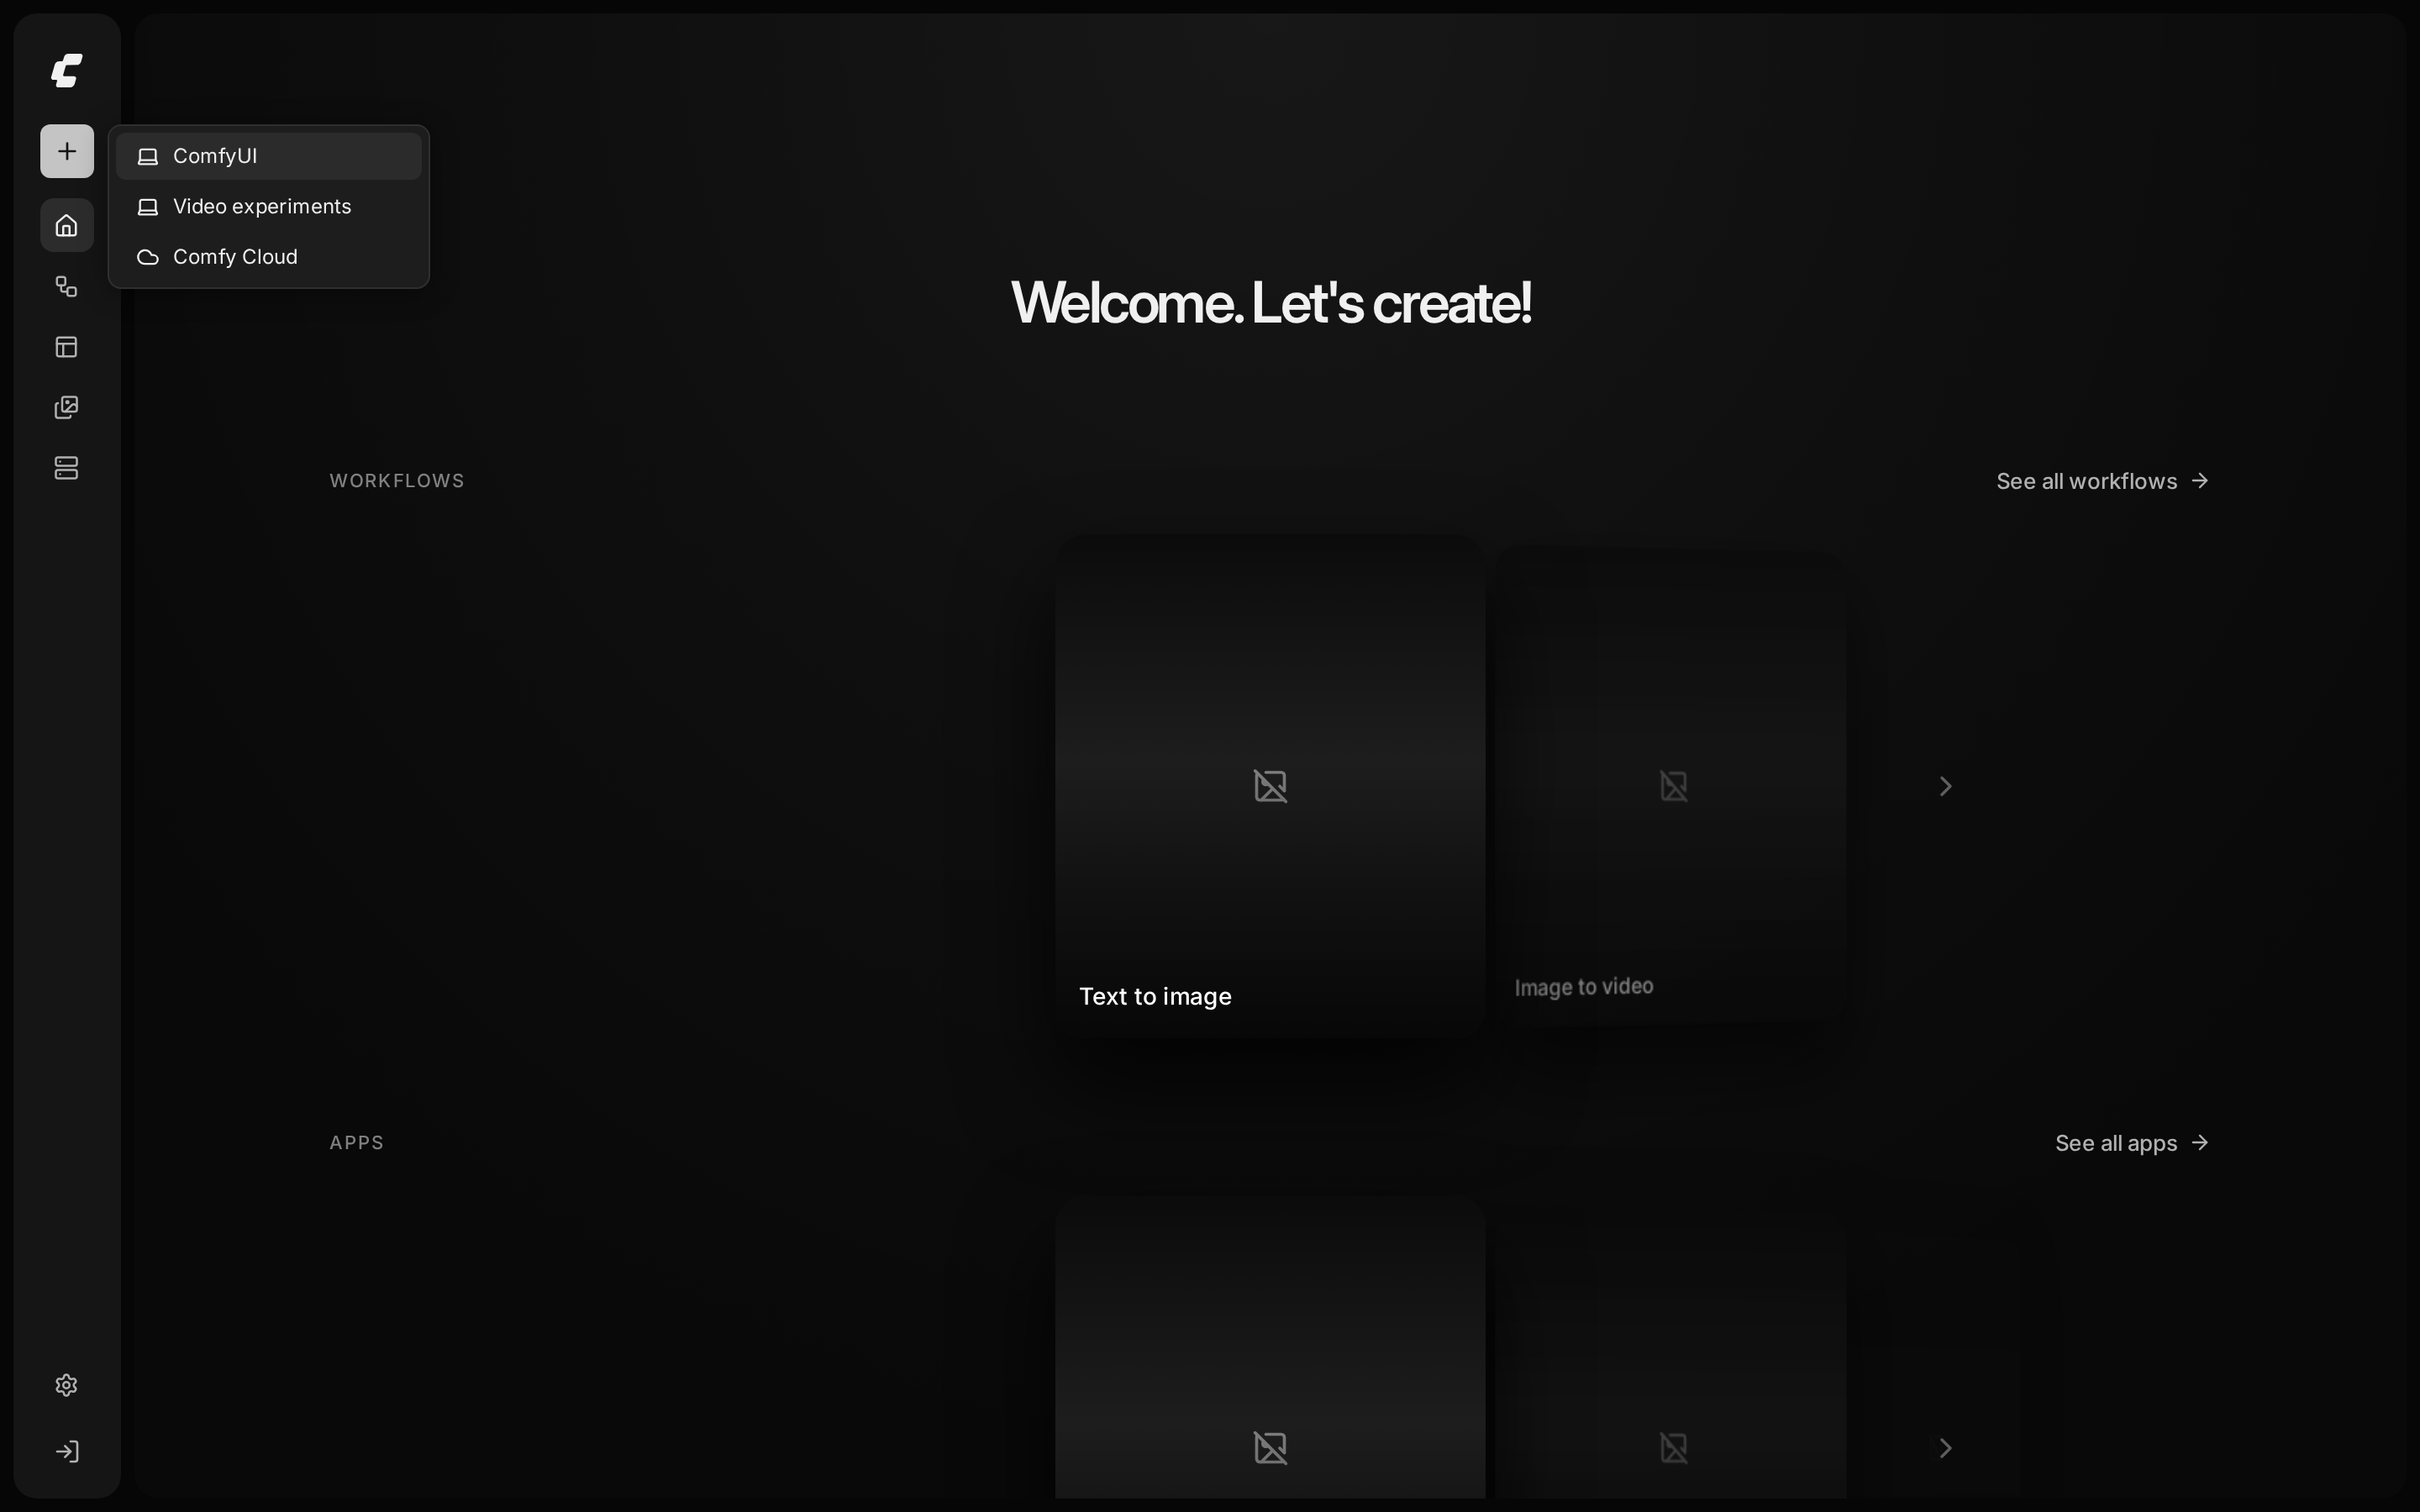 ComfyUI
Video experiments
Comfy Cloud
Welcome. Let's create!
WORKFLOWS
See all workflows
Text to image
Image to video
APPS
See all apps